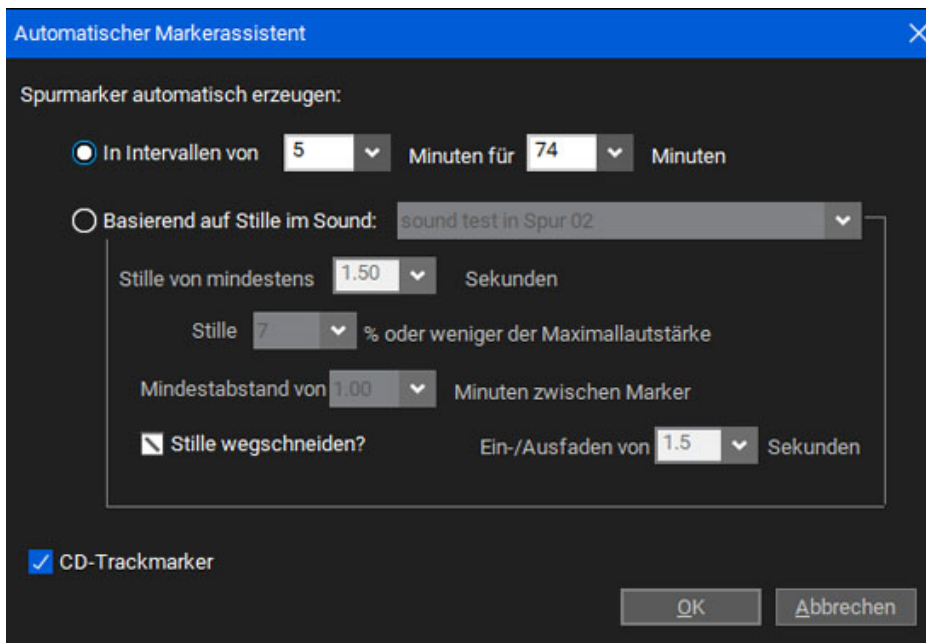 Automatischer Markerassistent
Spurmarker automatisch erzeugen:
In Intervallen von 5 Minuten für 74 Minuten
Basierend auf Stille im Sound: sound test in Spur 02
Stille von mindestens 1.50 Sekunden
Stille 7 % oder weniger der Maximallautstärke
Mindestabstand von 1.00 Minuten zwischen Marker
Stille wegschneiden? Ein-/Ausfaden von 1.5 Sekunden
CD-Trackmarker
OK Abbrechen